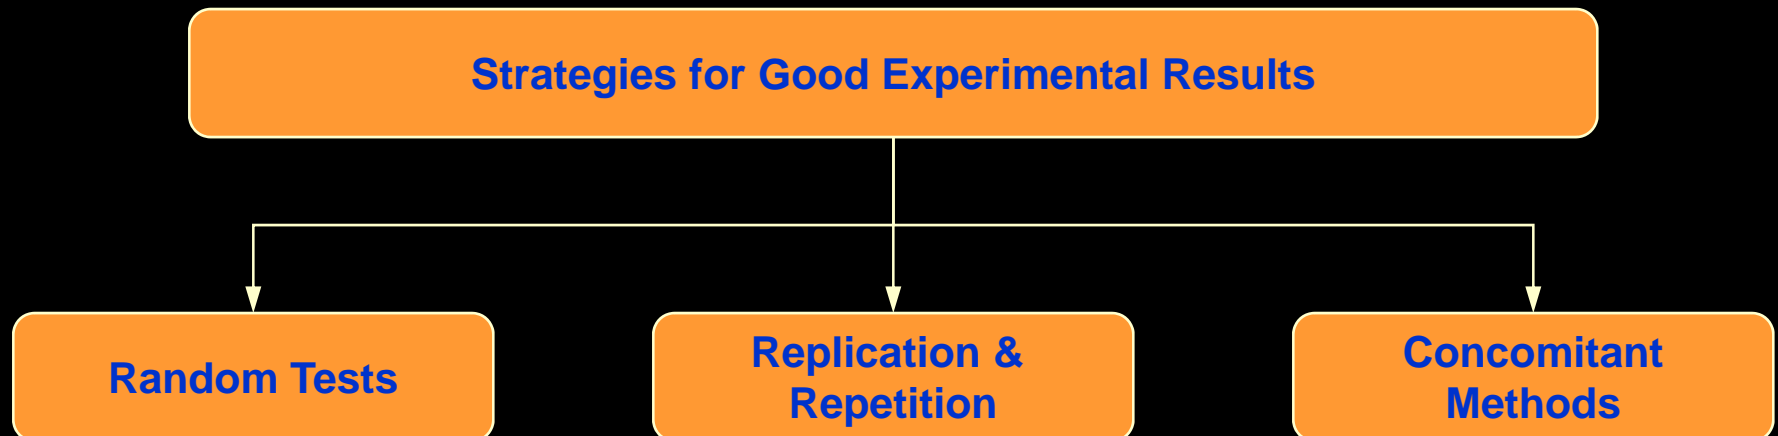 Strategies for Good Experimental Results
Random Tests
Replication &
Repetition
Concomitant
Methods